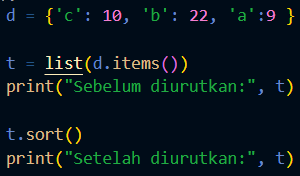 d = {'c': 10, 'b': 22, 'a':9 }
t = list(d.items())
print("Sebelum diurutkan:", t)
t.sort()
print("Setelah diurutkan:", t)